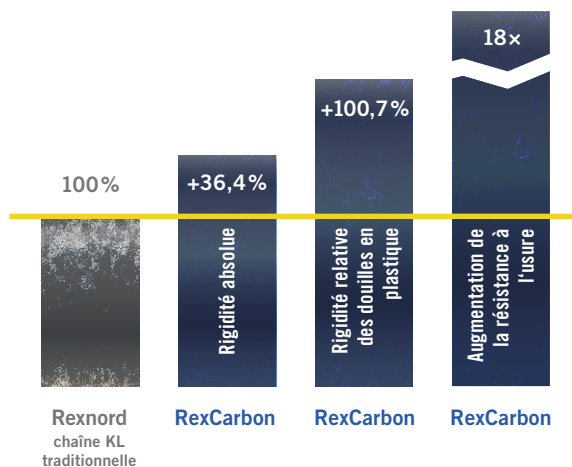 18×
+100,7%
100%
+36,4%
Rigidité absolue
Rigidité relative
des douilles en
plastique
Augmentation de
la résistance à
l'usure
Rexnord
chaîne KL
traditionnelle
RexCarbon
RexCarbon
RexCarbon